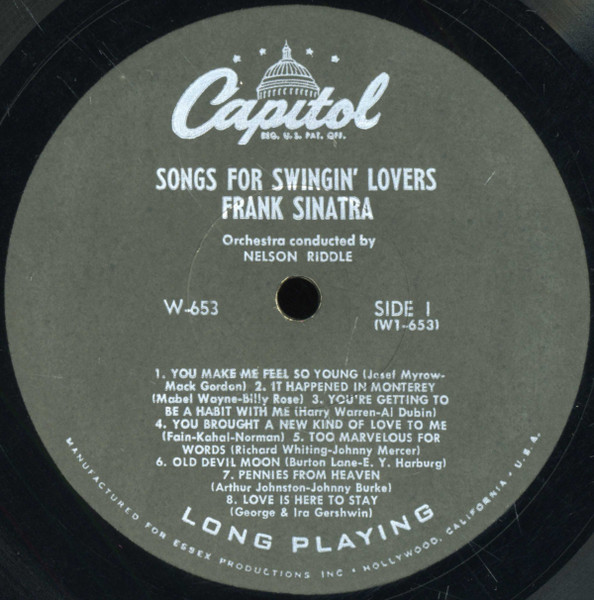 Capitol
REG. U.S. PAT. OFF.
SONGS FOR SWINGIN' LOVERS
FRANK SINATRA
Orchestra conducted by
NELSON RIDDLE
W-653
SIDE 1
(W1-653)
1. YOU MAKE ME FEEL SO YOUNG (Josef Myrow-
Mack Gordon) 2. IT HAPPENED IN MONTEREY
(Mabel Wayne-Billy Rose) 3. YOU'RE GETTING TO
BE A HABIT WITH ME (Harry Warren-Al Dubin)
4. YOU BROUGHT A NEW KIND OF LOVE TO ME
(Fain-Kahal-Norman) 5. TOO MARVELOUS FOR
WORDS (Richard Whiting-Johnny Mercer)
6. OLD DEVIL MOON (Burton Lane-E. Y. Harburg)
7. PENNIES FROM HEAVEN
(Arthur Johnston-Johnny Burke)
8. LOVE IS HERE TO STAY
(George & Ira Gershwin)
LONG PLAYING
MANUFACTURED FOR ESSEX PRODUCTIONS INC • HOLLYWOOD, CALIFORNIA • U.S.A.